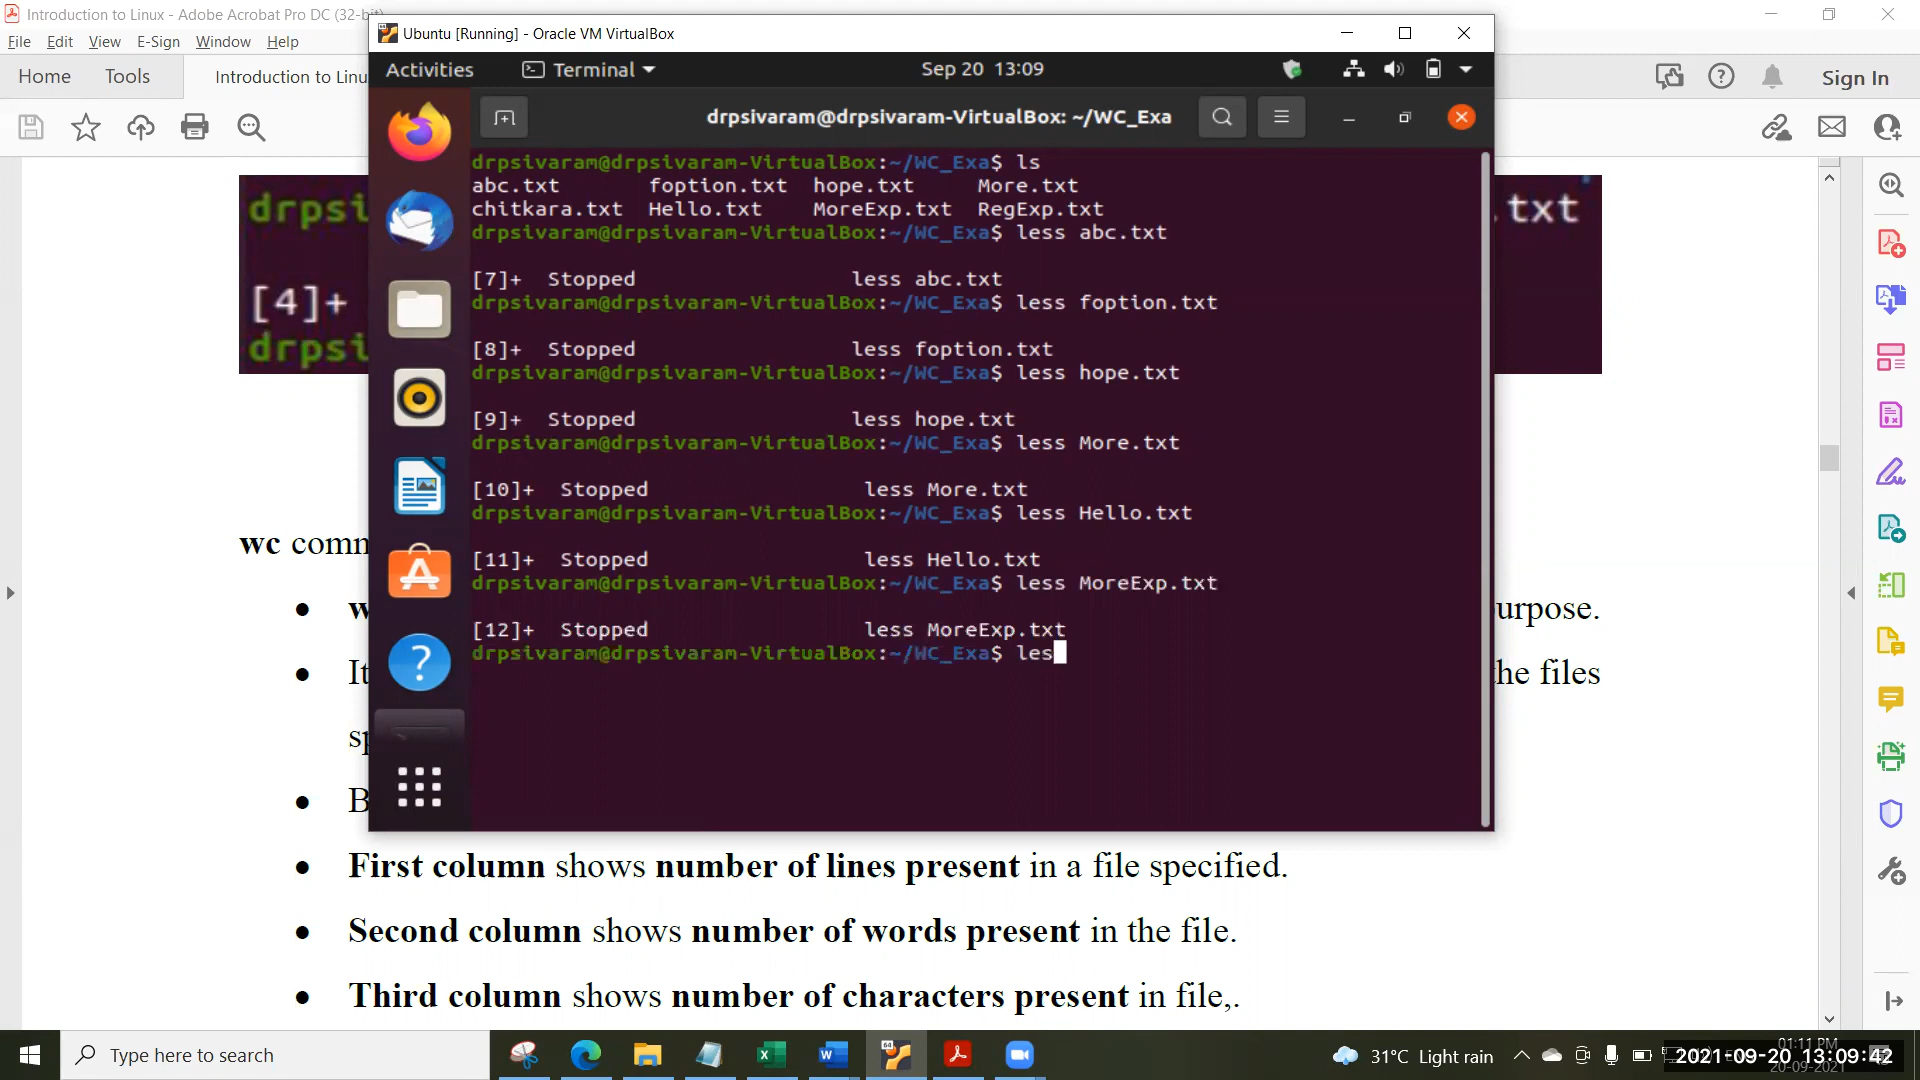 Introduction to Linux - Adobe Acrobat Pro DC (32-bit)
File Edit View E-Sign Window Help
Home Tools Introduction to Linu
Sign In
Ubuntu [Running] - Oracle VM VirtualBox
Activities Terminal Sep 20 13:09
drpsivaram@drpsivaram-VirtualBox: ~/WC_Exa
drpsivaram@drpsivaram-VirtualBox:~/WC_Exa$ ls
abc.txt foption.txt hope.txt More.txt
chitkara.txt Hello.txt MoreExp.txt RegExp.txt
drpsivaram@drpsivaram-VirtualBox:~/WC_Exa$ less abc.txt
[7]+ Stopped less abc.txt
drpsivaram@drpsivaram-VirtualBox:~/WC_Exa$ less foption.txt
[8]+ Stopped less foption.txt
drpsivaram@drpsivaram-VirtualBox:~/WC_Exa$ less hope.txt
[9]+ Stopped less hope.txt
drpsivaram@drpsivaram-VirtualBox:~/WC_Exa$ less More.txt
[10]+ Stopped less More.txt
drpsivaram@drpsivaram-VirtualBox:~/WC_Exa$ less Hello.txt
[11]+ Stopped less Hello.txt
drpsivaram@drpsivaram-VirtualBox:~/WC_Exa$ less MoreExp.txt
[12]+ Stopped less MoreExp.txt
drpsivaram@drpsivaram-VirtualBox:~/WC_Exa$ les
drpsi .txt
[4]+
drpsi
wc comm
w urpose.
It the files
sp
B
• First column shows number of lines present in a file specified.
• Second column shows number of words present in the file.
• Third column shows number of characters present in file,.
Type here to search
31°C Light rain
01:11 PM
20-09-2021
2021-09-20 13:09:42